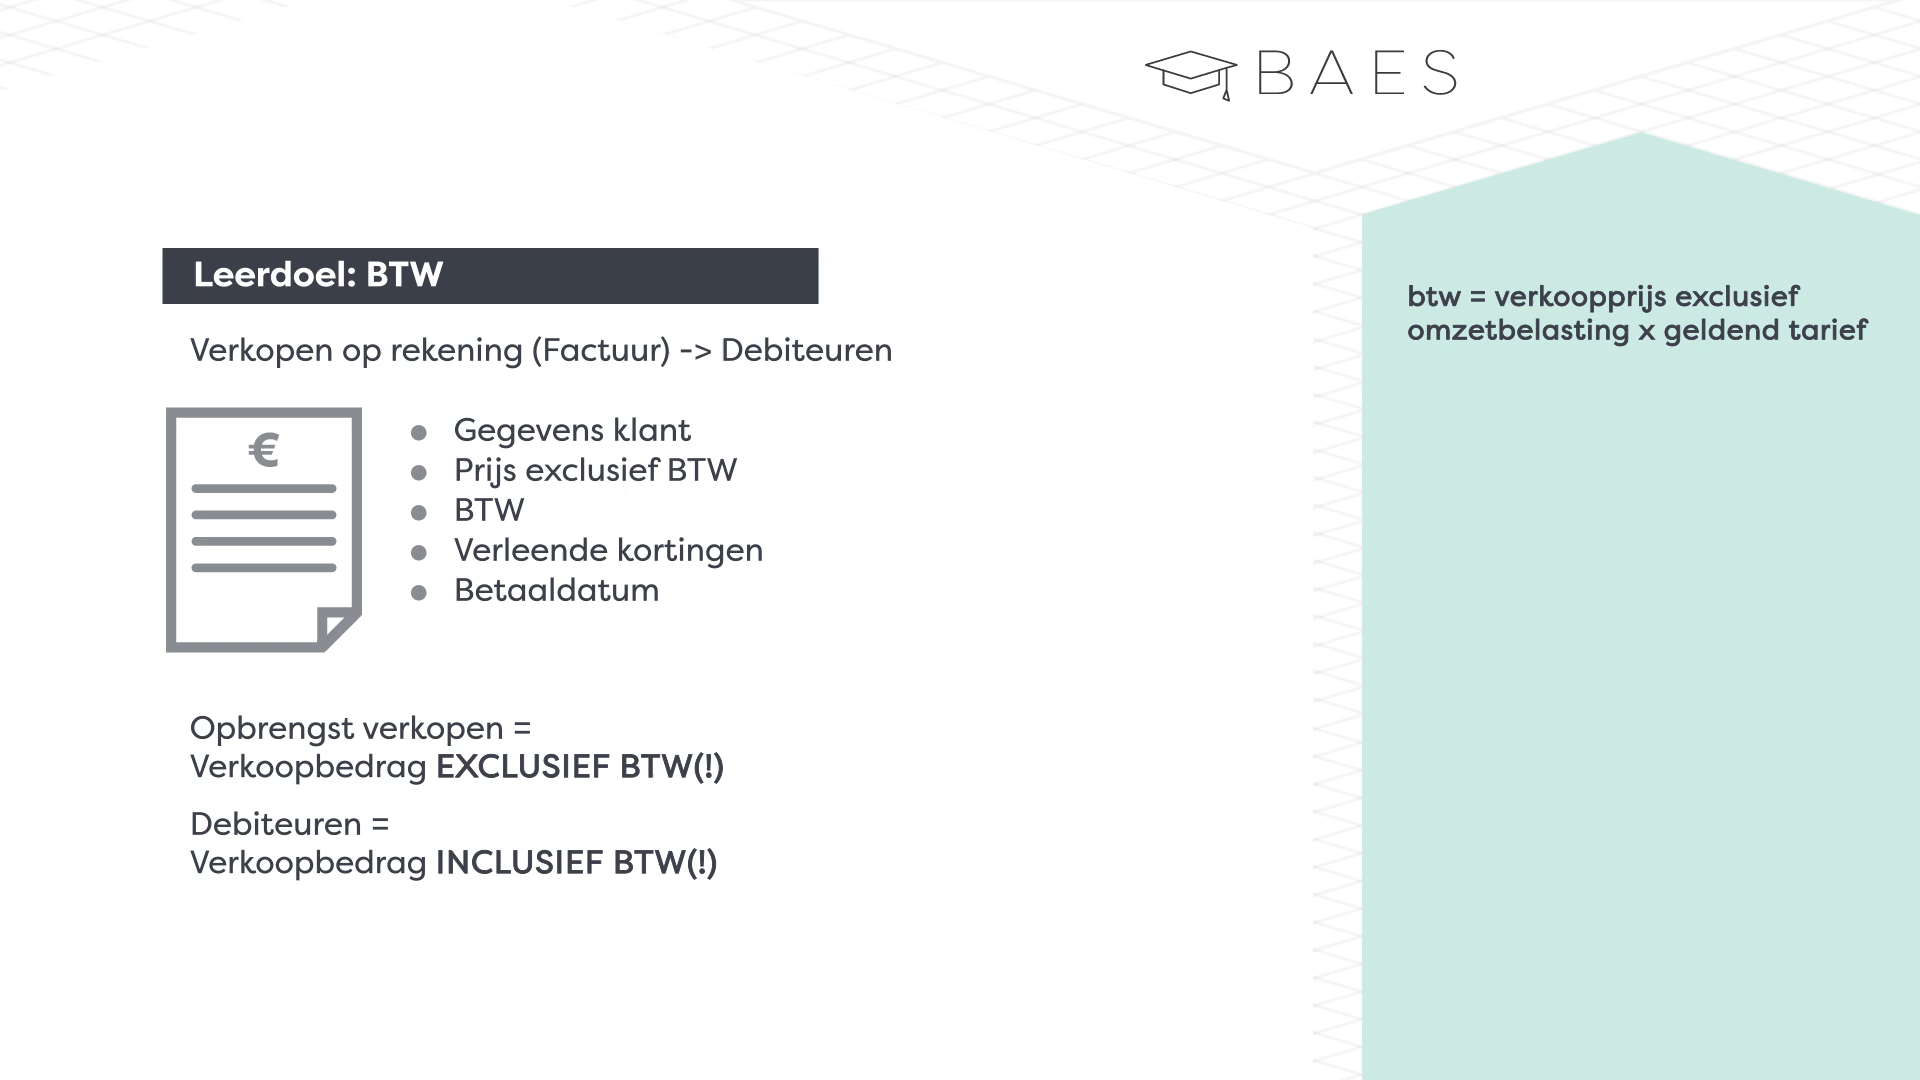 BAES
Leerdoel: BTW
Verkopen op rekening (Factuur) -> Debiteuren
€
● Gegevens klant
● Prijs exclusief BTW
● BTW
● Verleende kortingen
● Betaaldatum
Opbrengst verkopen =
Verkoopbedrag EXCLUSIEF BTW(!)
Debiteuren =
Verkoopbedrag INCLUSIEF BTW(!)
btw = verkoopprijs exclusief
omzetbelasting x geldend tarief